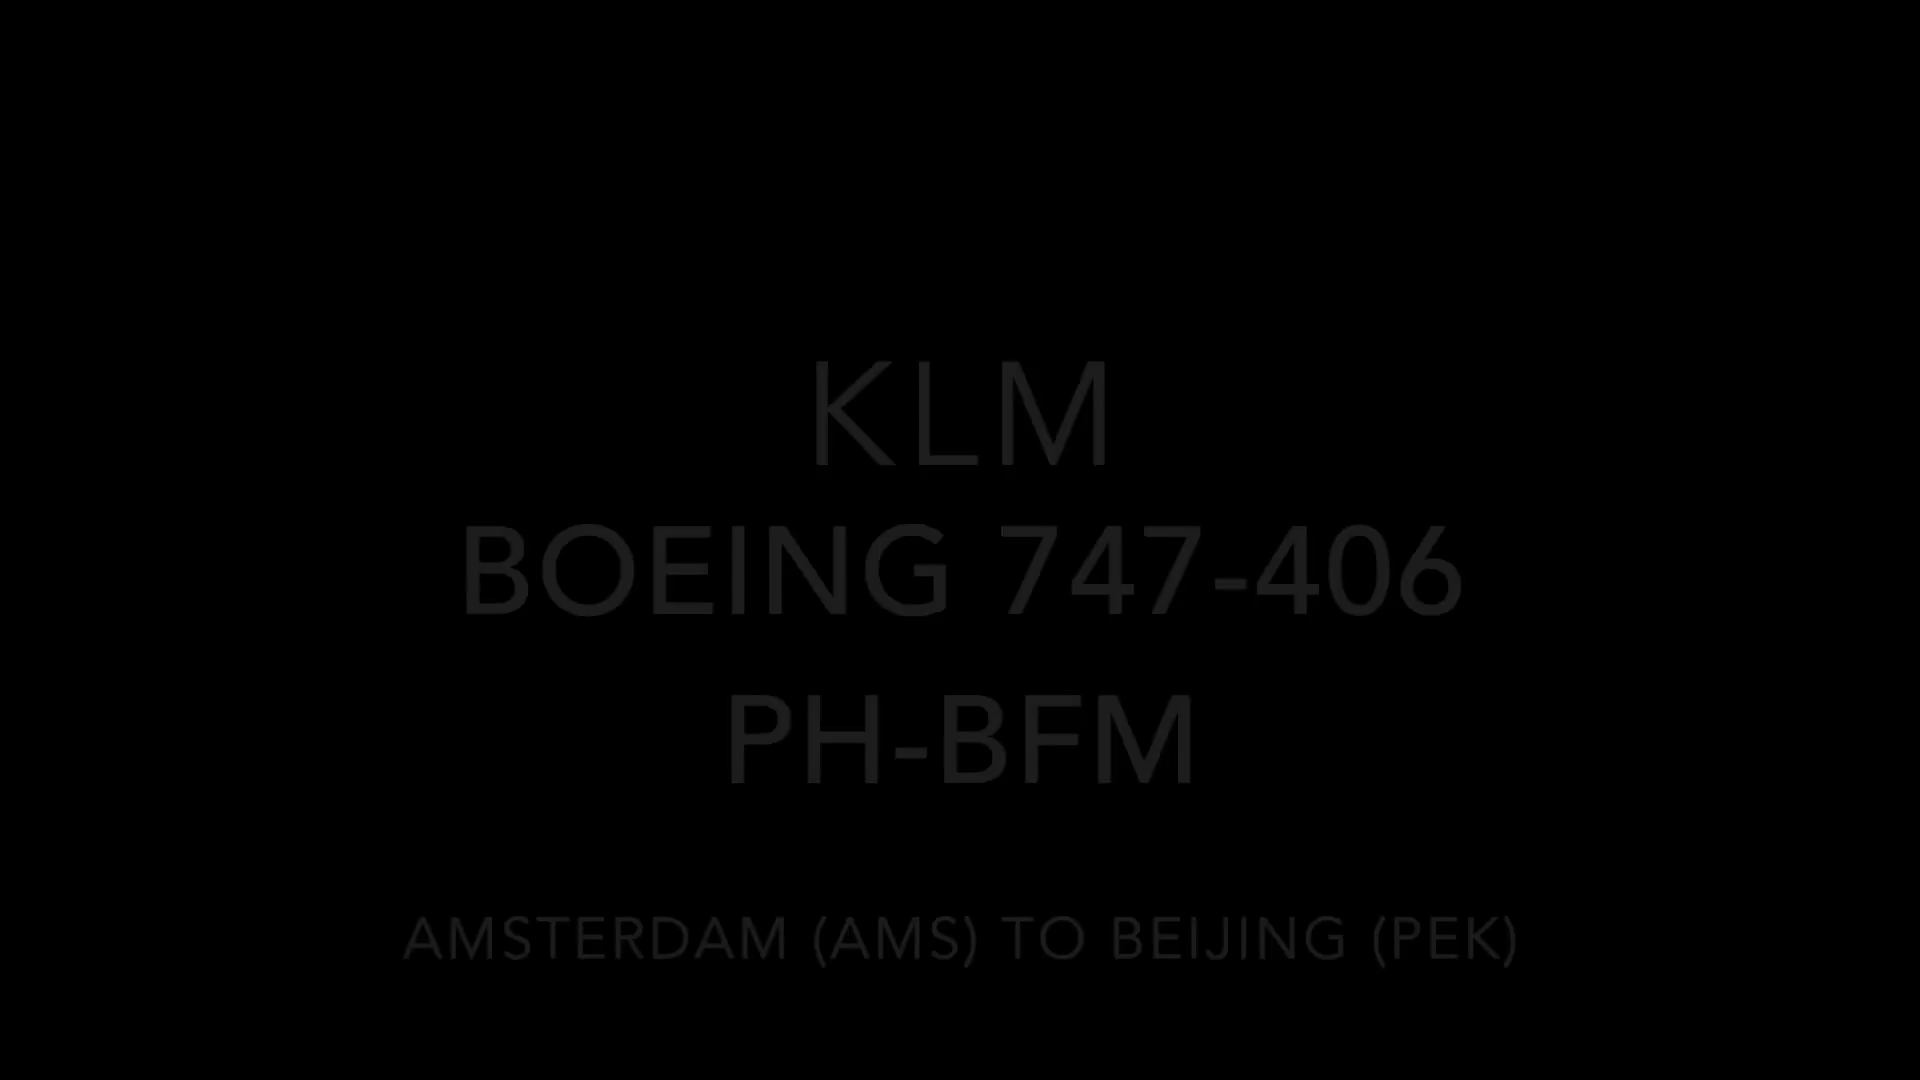 KLM
BOEING 747-406
PH-BFM
AMSTERDAM (AMS) TO BEIJING (PEK)